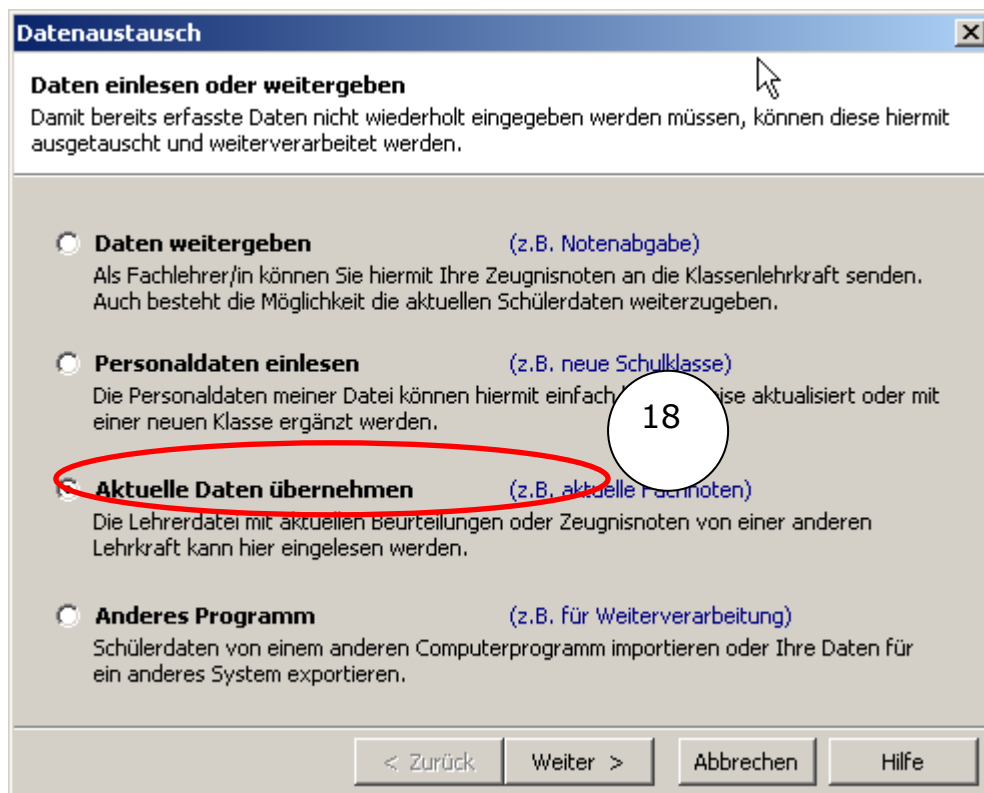 Datenaustausch
Daten einlesen oder weitergeben
Damit bereits erfasste Daten nicht wiederholt eingegeben werden müssen, können diese hiermit
ausgetauscht und weiterverarbeitet werden.
Daten weitergeben (z.B. Notenabgabe)
Als Fachlehrer/in können Sie hiermit Ihre Zeugnisnoten an die Klassenlehrkraft senden.
Auch besteht die Möglichkeit die aktuellen Schülerdaten weiterzugeben.
Personaldaten einlesen (z.B. neue Schulklasse)
Die Personaldaten meiner Datei können hiermit einfach aktualisiert oder mit
einer neuen Klasse ergänzt werden.
18
Aktuelle Daten übernehmen (z.B. aktuelle Fachnoten)
Die Lehrerdatei mit aktuellen Beurteilungen oder Zeugnisnoten von einer anderen
Lehrkraft kann hier eingelesen werden.
Anderes Programm (z.B. für Weiterverarbeitung)
Schülerdaten von einem anderen Computerprogramm importieren oder Ihre Daten für
ein anderes System exportieren.
< Zurück Weiter > Abbrechen Hilfe